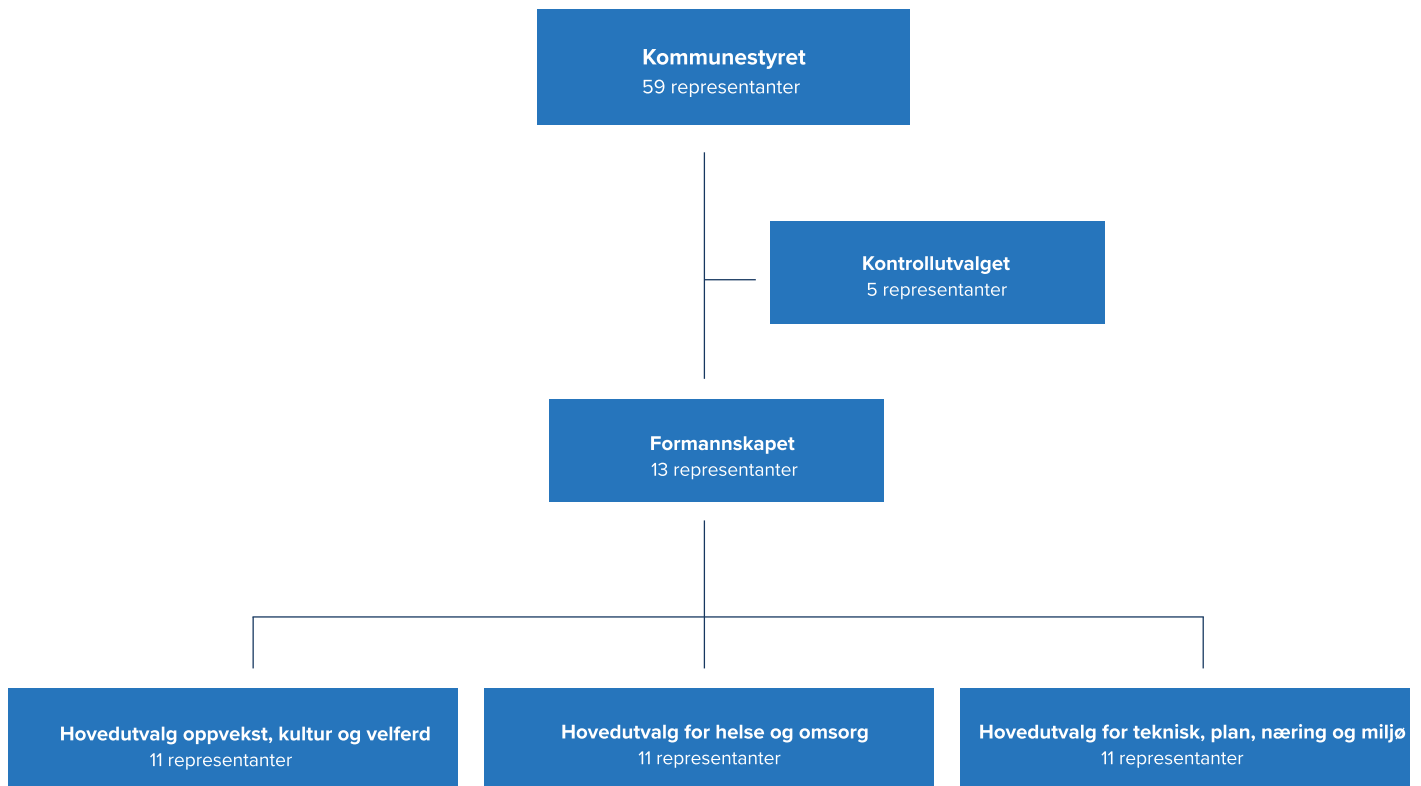 Kommunestyret
59 representanter
Kontrollutvalget
5 representanter
Formannskapet
13 representanter
Hovedutvalg oppvekst, kultur og velferd
11 representanter
Hovedutvalg for helse og omsorg
11 representanter
Hovedutvalg for teknisk, plan, næring og miljø
11 representanter